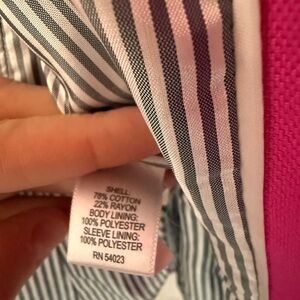 SHELL:
78% COTTON
22% RAYON
BODY LINING:
100% POLYESTER
SLEEVE LINING:
100% POLYESTER
RN 54023